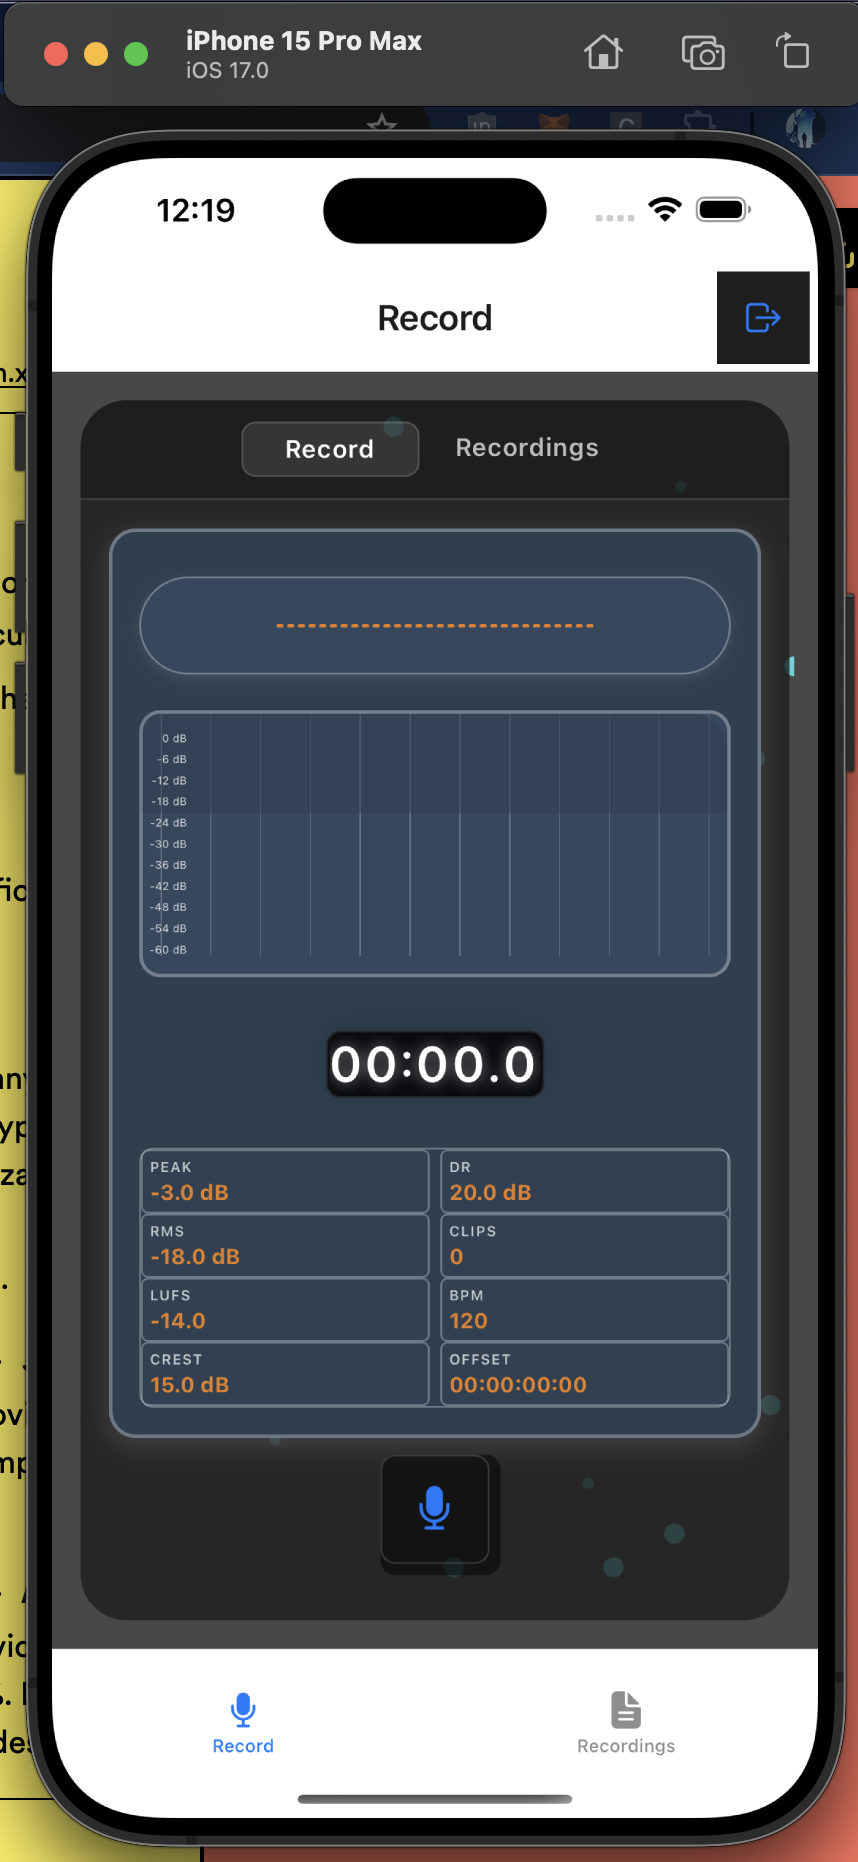 iPhone 15 Pro Max
iOS 17.0
12:19
Record
Record Recordings
0 dB
-6 dB
-12 dB
-18 dB
-24 dB
-30 dB
-36 dB
-42 dB
-48 dB
-54 dB
-60 dB
00:00.0
PEAK
-3.0 dB
DR
20.0 dB
RMS
-18.0 dB
CLIPS
0
LUFS
-14.0
BPM
120
CREST
15.0 dB
OFFSET
00:00:00:00
Record
Recordings